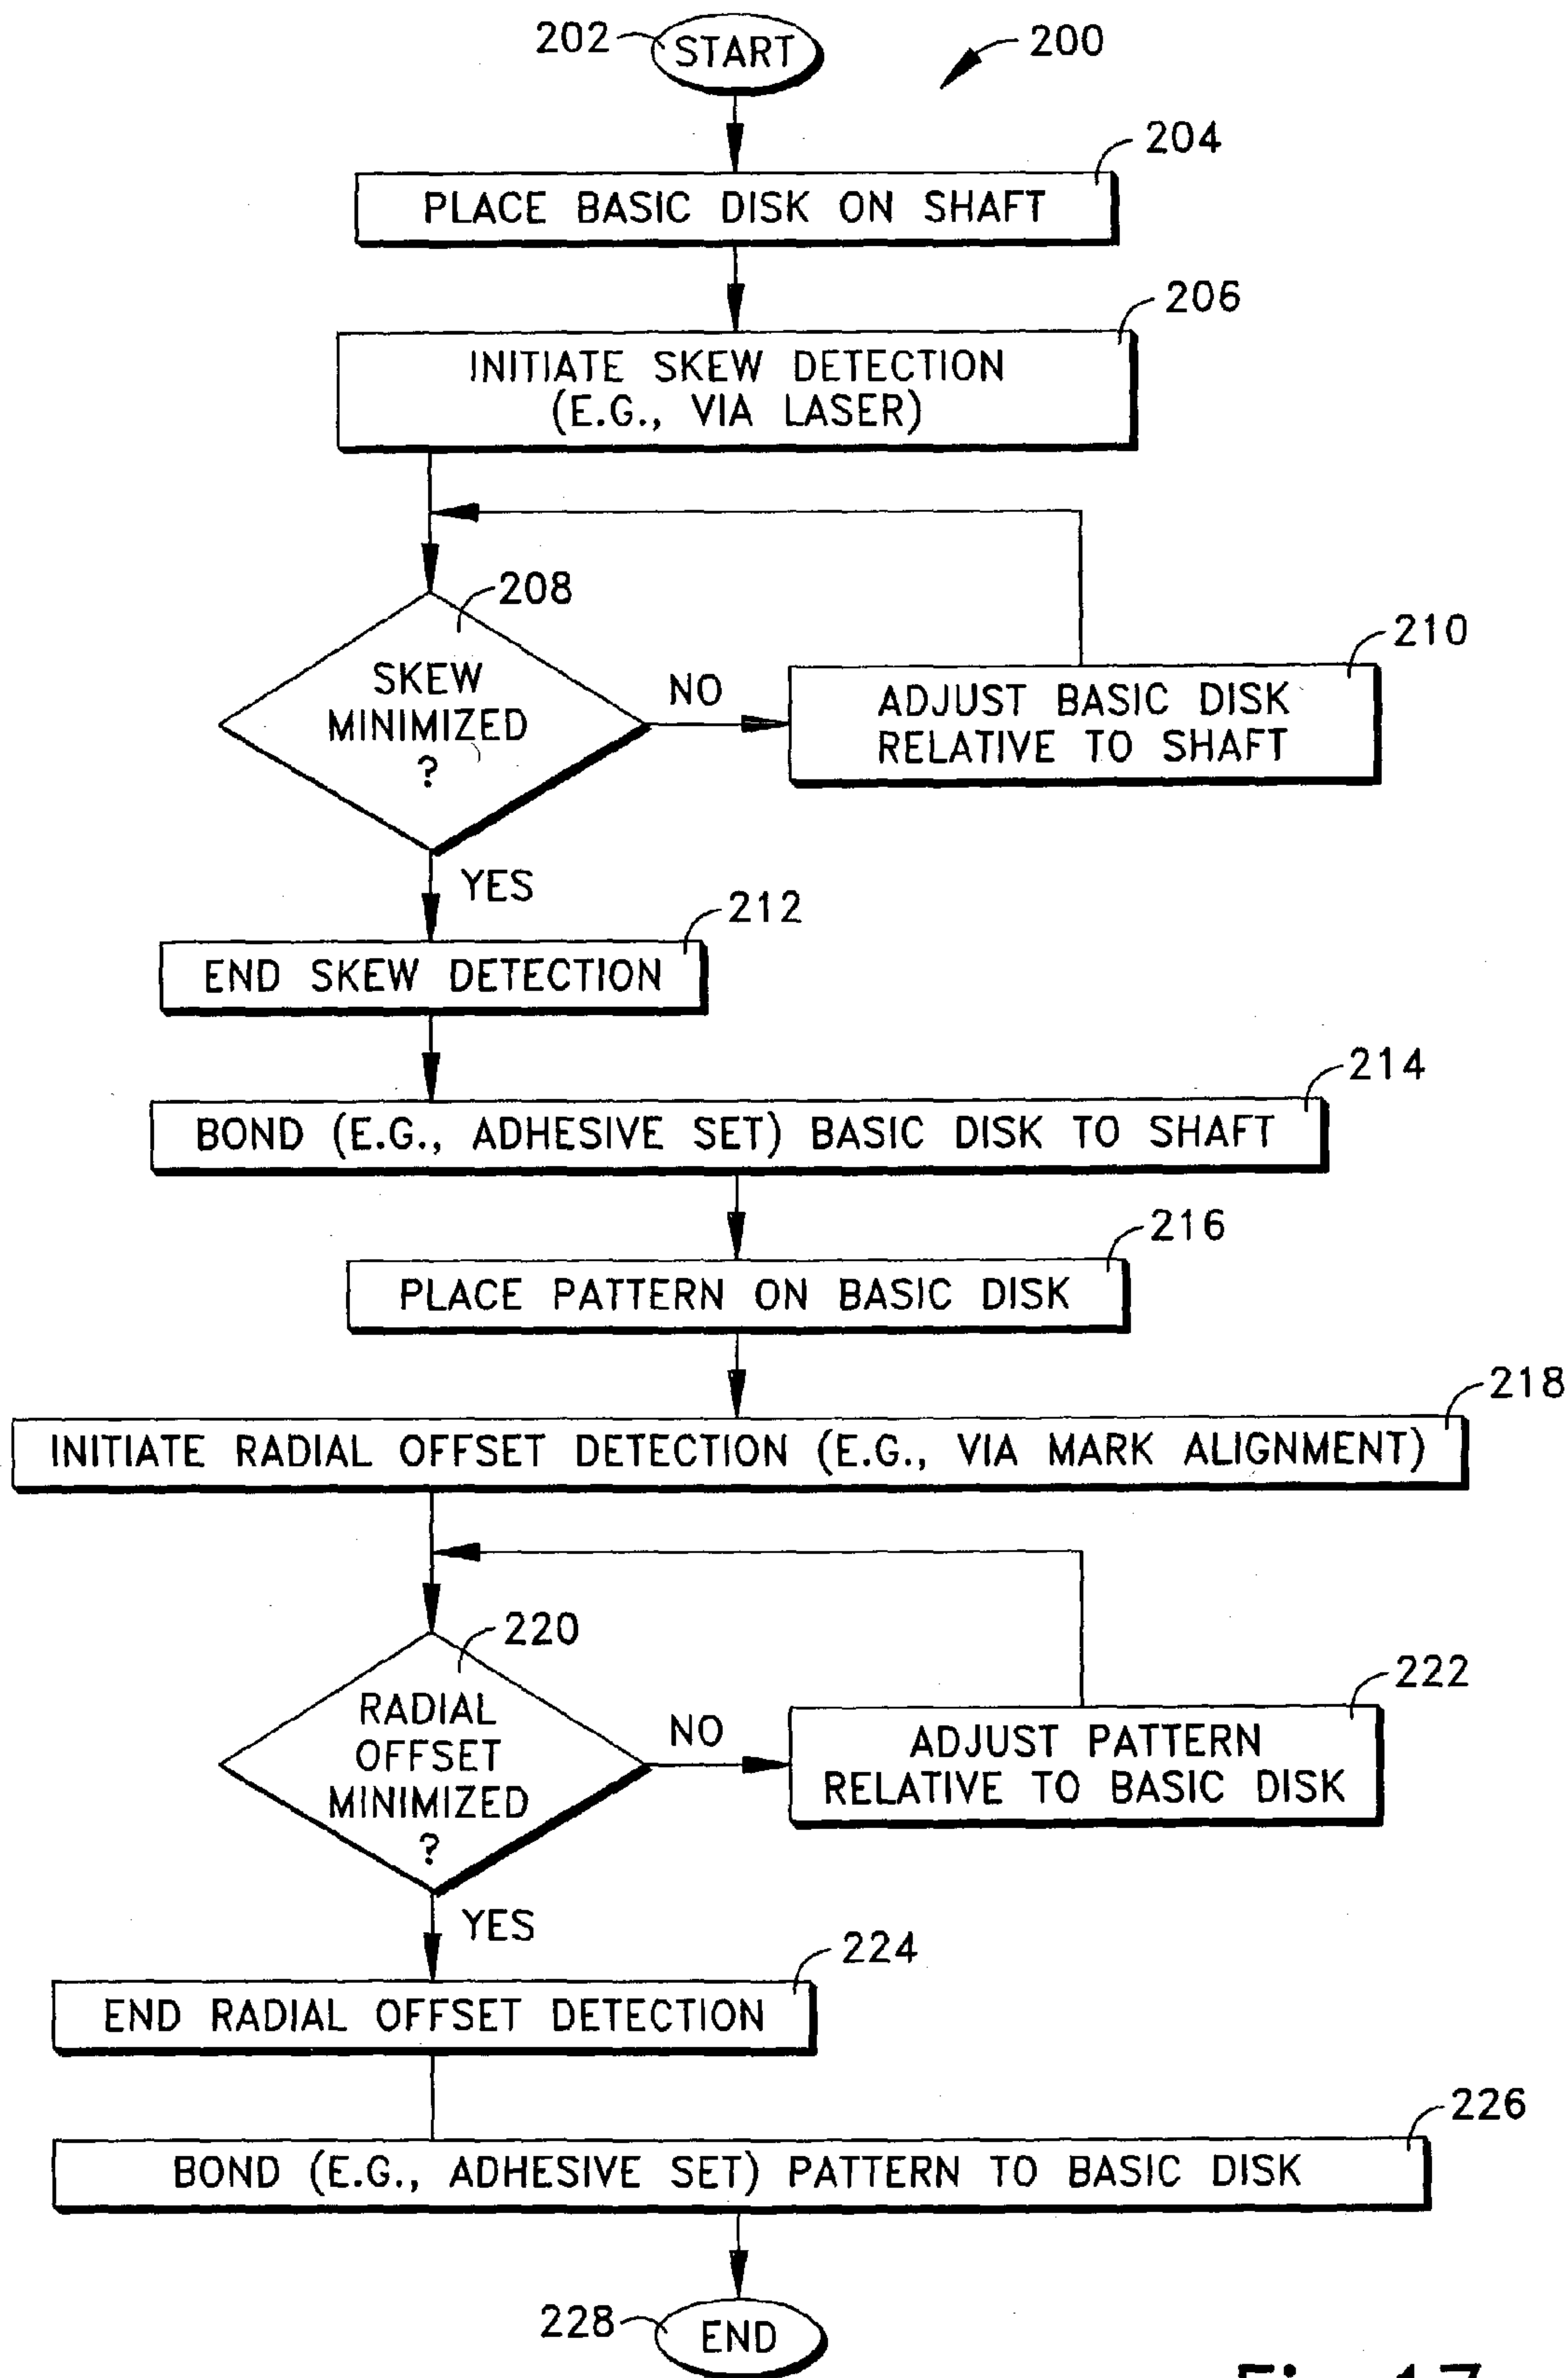 202
START
200
204
PLACE BASIC DISK ON SHAFT
206
INITIATE SKEW DETECTION
(E.G., VIA LASER)
208
SKEW
MINIMIZED
?
NO
210
ADJUST BASIC DISK
RELATIVE TO SHAFT
YES
212
END SKEW DETECTION
214
BOND (E.G., ADHESIVE SET) BASIC DISK TO SHAFT
216
PLACE PATTERN ON BASIC DISK
218
INITIATE RADIAL OFFSET DETECTION (E.G., VIA MARK ALIGNMENT)
220
RADIAL
OFFSET
MINIMIZED
?
NO
222
ADJUST PATTERN
RELATIVE TO BASIC DISK
YES
224
END RADIAL OFFSET DETECTION
226
BOND (E.G., ADHESIVE SET) PATTERN TO BASIC DISK
228
END